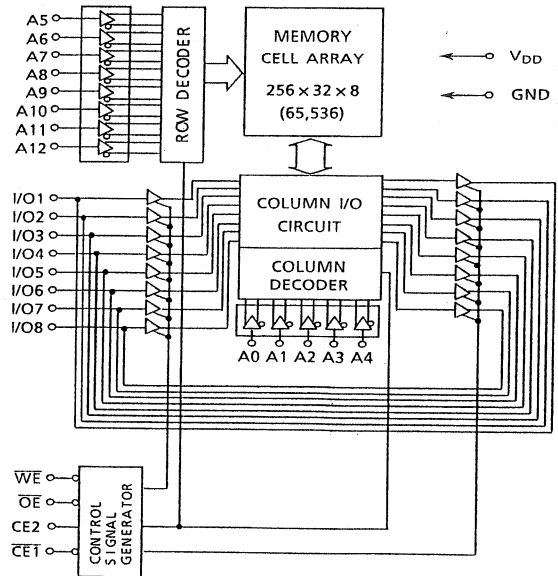 A5
A6
A7
A8
A9
A10
A11
A12
ROW DECODER
MEMORY
CELL ARRAY
256 x 32 x 8
(65,536)
VDD
GND
I/O1
I/O2
I/O3
I/O4
I/O5
I/O6
I/O7
I/O8
COLUMN I/O
CIRCUIT
COLUMN
DECODER
A0 A1 A2 A3 A4
WE
OE
CE2
CE1
CONTROL
SIGNAL
GENERATOR